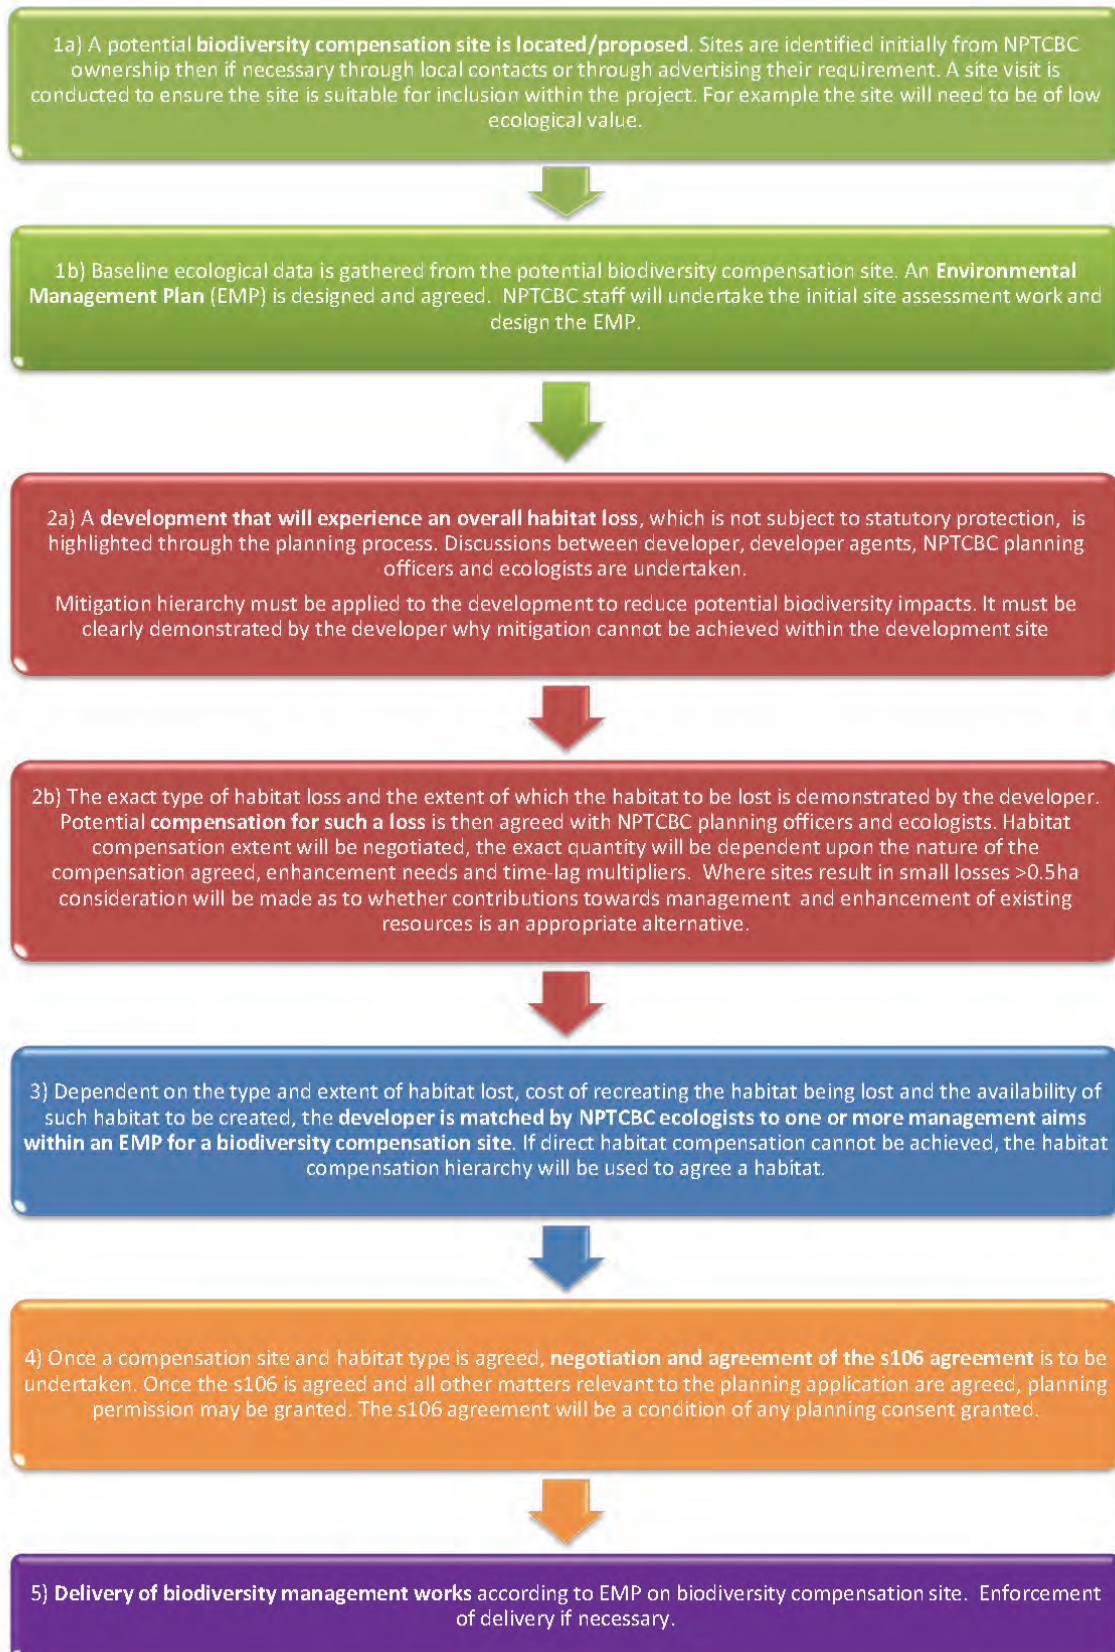 1a) A potential biodiversity compensation site is located/proposed. Sites are identified initially from NPTCBC
ownership then if necessary through local contacts or through advertising their requirement. A site visit is
conducted to ensure the site is suitable for inclusion within the project. For example the site will need to be of low
ecological value.
1b) Baseline ecological data is gathered from the potential biodiversity compensation site. An Environmental
Management Plan (EMP) is designed and agreed. NPTCBC staff will undertake the initial site assessment work and
design the EMP.
2a) A development that will experience an overall habitat loss, which is not subject to statutory protection, is
highlighted through the planning process. Discussions between developer, developer agents, NPTCBC planning
officers and ecologists are undertaken.
Mitigation hierarchy must be applied to the development to reduce potential biodiversity impacts. It must be
clearly demonstrated by the developer why mitigation cannot be achieved within the development site
2b) The exact type of habitat loss and the extent of which the habitat to be lost is demonstrated by the developer.
Potential compensation for such a loss is then agreed with NPTCBC planning officers and ecologists. Habitat
compensation extent will be negotiated, the exact quantity will be dependent upon the nature of the
compensation agreed, enhancement needs and time-lag multipliers. Where sites result in small losses >0.5ha
consideration will be made as to whether contributions towards management and enhancement of existing
resources is an appropriate alternative.
3) Dependent on the type and extent of habitat lost, cost of recreating the habitat being lost and the availability of
such habitat to be created, the developer is matched by NPTCBC ecologists to one or more management aims
within an EMP for a biodiversity compensation site. If direct habitat compensation cannot be achieved, the habitat
compensation hierarchy will be used to agree a habitat.
4) Once a compensation site and habitat type is agreed, negotiation and agreement of the s106 agreement is to be
undertaken. Once the s106 is agreed and all other matters relevant to the planning application are agreed, planning
permission may be granted. The s106 agreement will be a condition of any planning consent granted.
5) Delivery of biodiversity management works according to EMP on biodiversity compensation site. Enforcement
of delivery if necessary.